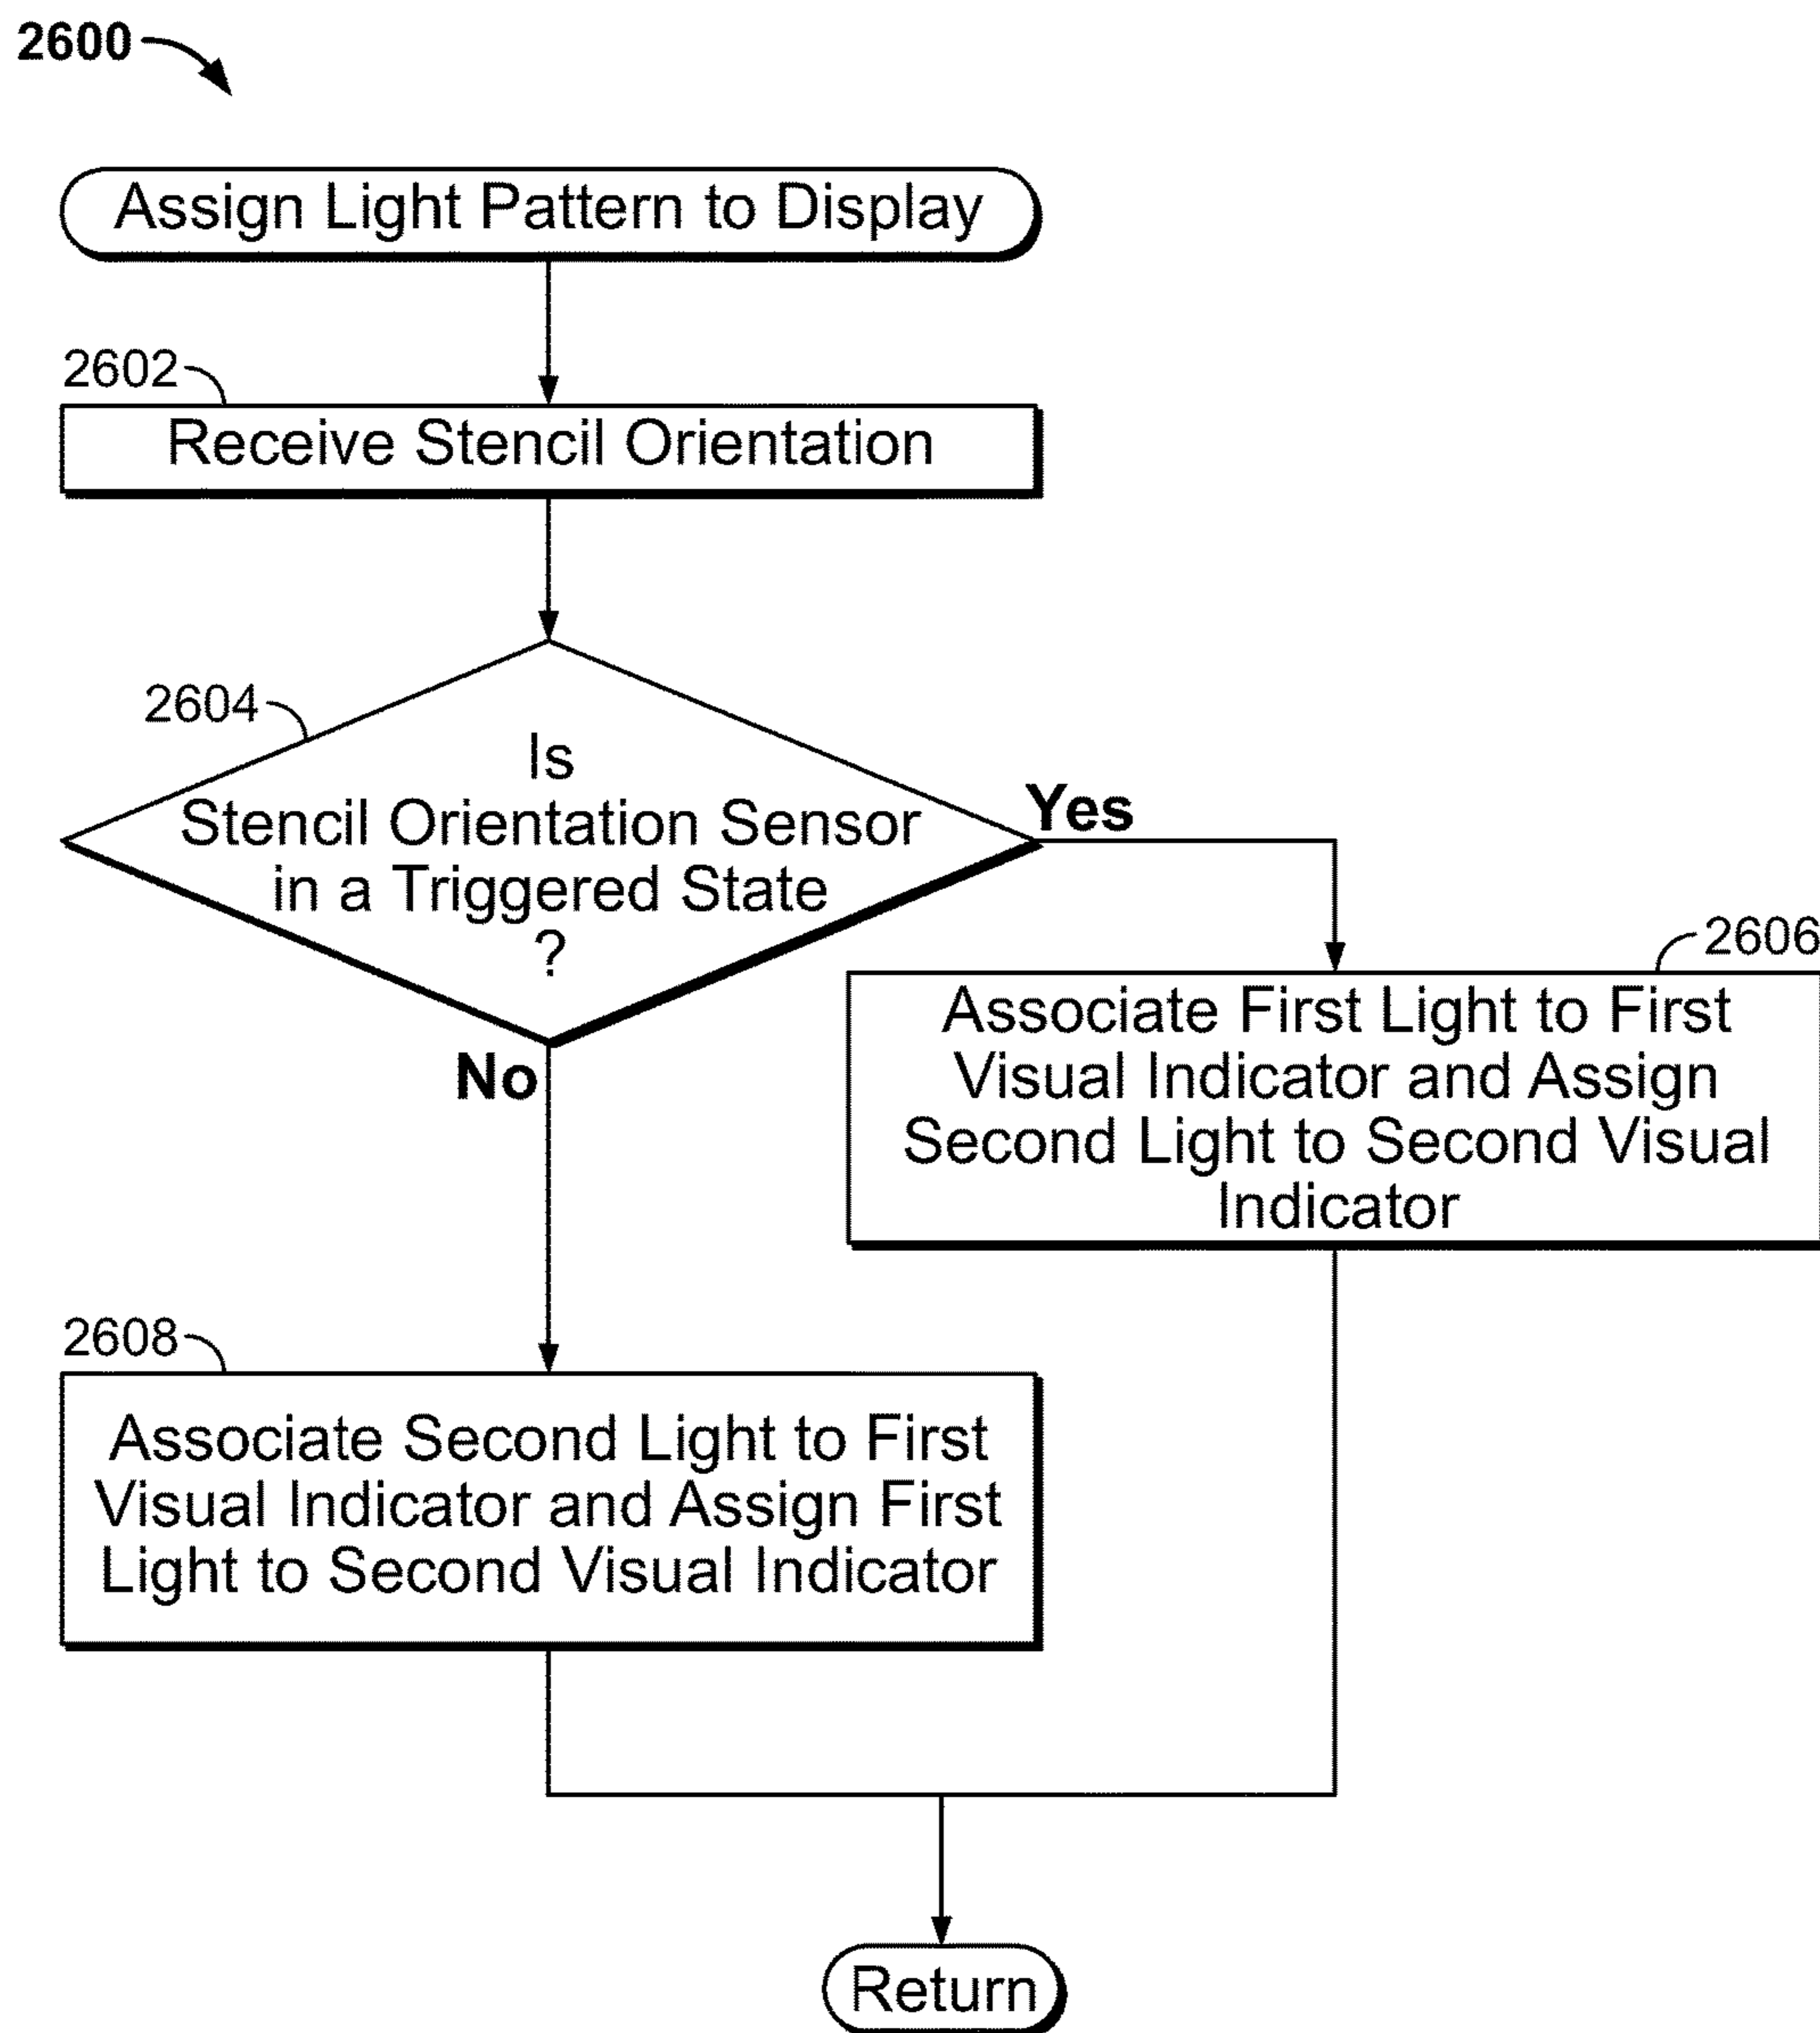 2600
Assign Light Pattern to Display
2602
Receive Stencil Orientation
2604
Is
Stencil Orientation Sensor
in a Triggered State
?
Yes
2606
Associate First Light to First
Visual Indicator and Assign
Second Light to Second Visual
Indicator
No
2608
Associate Second Light to First
Visual Indicator and Assign First
Light to Second Visual Indicator
Return